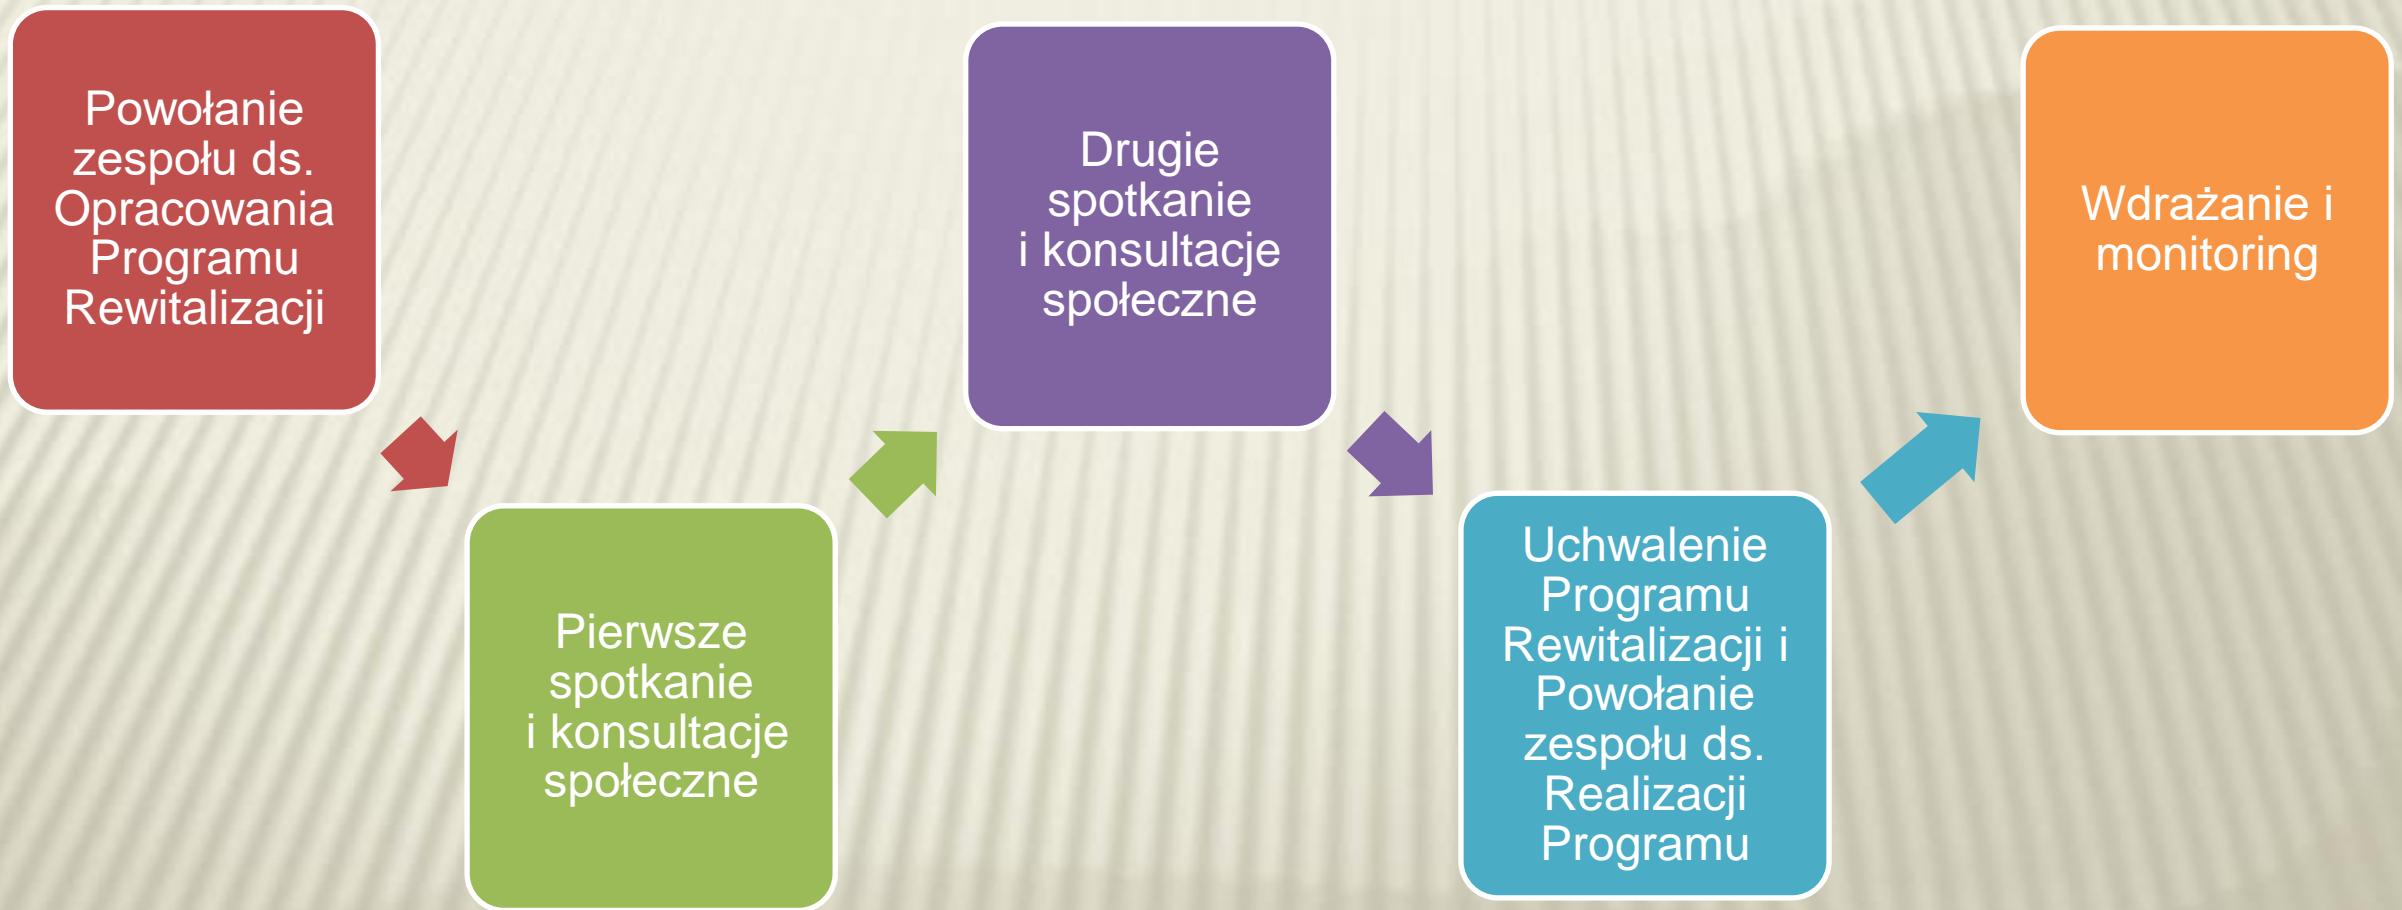 Powołanie
zespołu ds.
Opracowania
Programu
Rewitalizacji
Pierwsze
spotkanie
i konsultacje
społeczne
Drugie
spotkanie
i konsultacje
społeczne
Uchwalenie
Programu
Rewitalizacji i
Powołanie
zespołu ds.
Realizacji
Programu
Wdrażanie i
monitoring